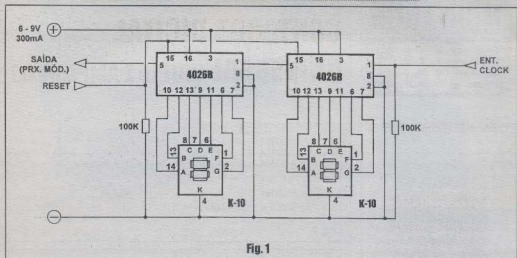 6 - 9V
300mA
SAÍDA
(PRX. MÓD.)
RESET
ENT.
CLOCK
15 16 3
5 1
4026B 8
2
10 12 13 9 11 6 7
15 16 3
5 1
4026B 8
2
10 12 13 9 11 6 7
100K
100K
8 7 6
C D E
13 B F 1
14 A G 2
K
4
K-10
8 7 6
C D E
13 B F 1
14 A G 2
K
4
K-10
Fig. 1